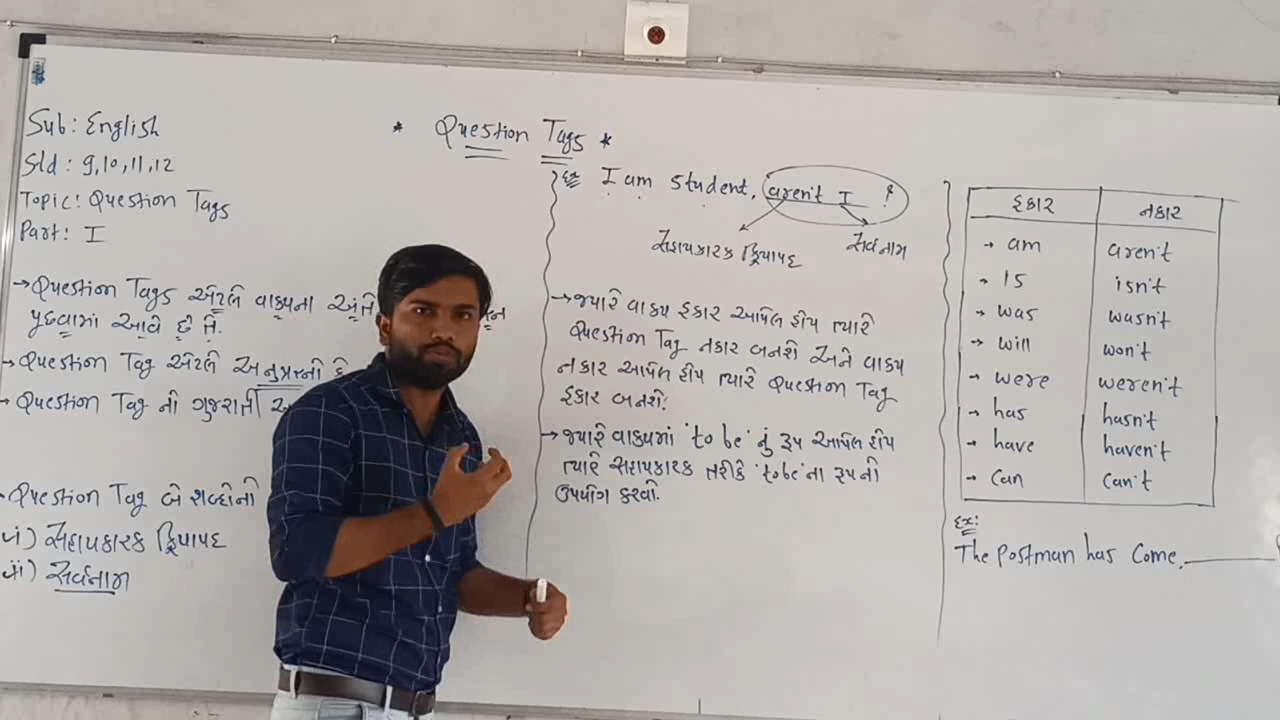 Sub: English
Std: 9,10,11,12
Topic: Question Tags
Part: I
* Question Tags *
→Question Tags એટલે વાક્યના અંતે
પુછવામાં આવે છે તે.
→Question Tag એટલે અનુપ્રશ્નો કે
→Question Tag નો ગુજરાતી
Question Tag બે શબ્દોનો
i) સહાયકારક ક્રિયાપદ
ii) સર્વનામ
Ex I am student, aren't I ?
સહાયકારક ક્રિયાપદ સર્વનામ
→જ્યારે વાક્ય હકાર આપેલ હોય ત્યારે
Question Tag નકાર બનશે અને વાક્ય
નકાર આપેલ હોય ત્યારે Question Tag
હકાર બનશે.
→જ્યારે વાક્યમાં 'to be' નું રૂપ આપેલ હોય
ત્યારે સહાયકારક તરીકે 'to be' ના રૂપનો
ઉપયોગ કરવો.
હકાર નકાર
→ am aren't
→ is isn't
→ was wasn't
→ will won't
→ were weren't
→ has hasn't
→ have haven't
→ can can't
Ex:
The Postman has Come, ______